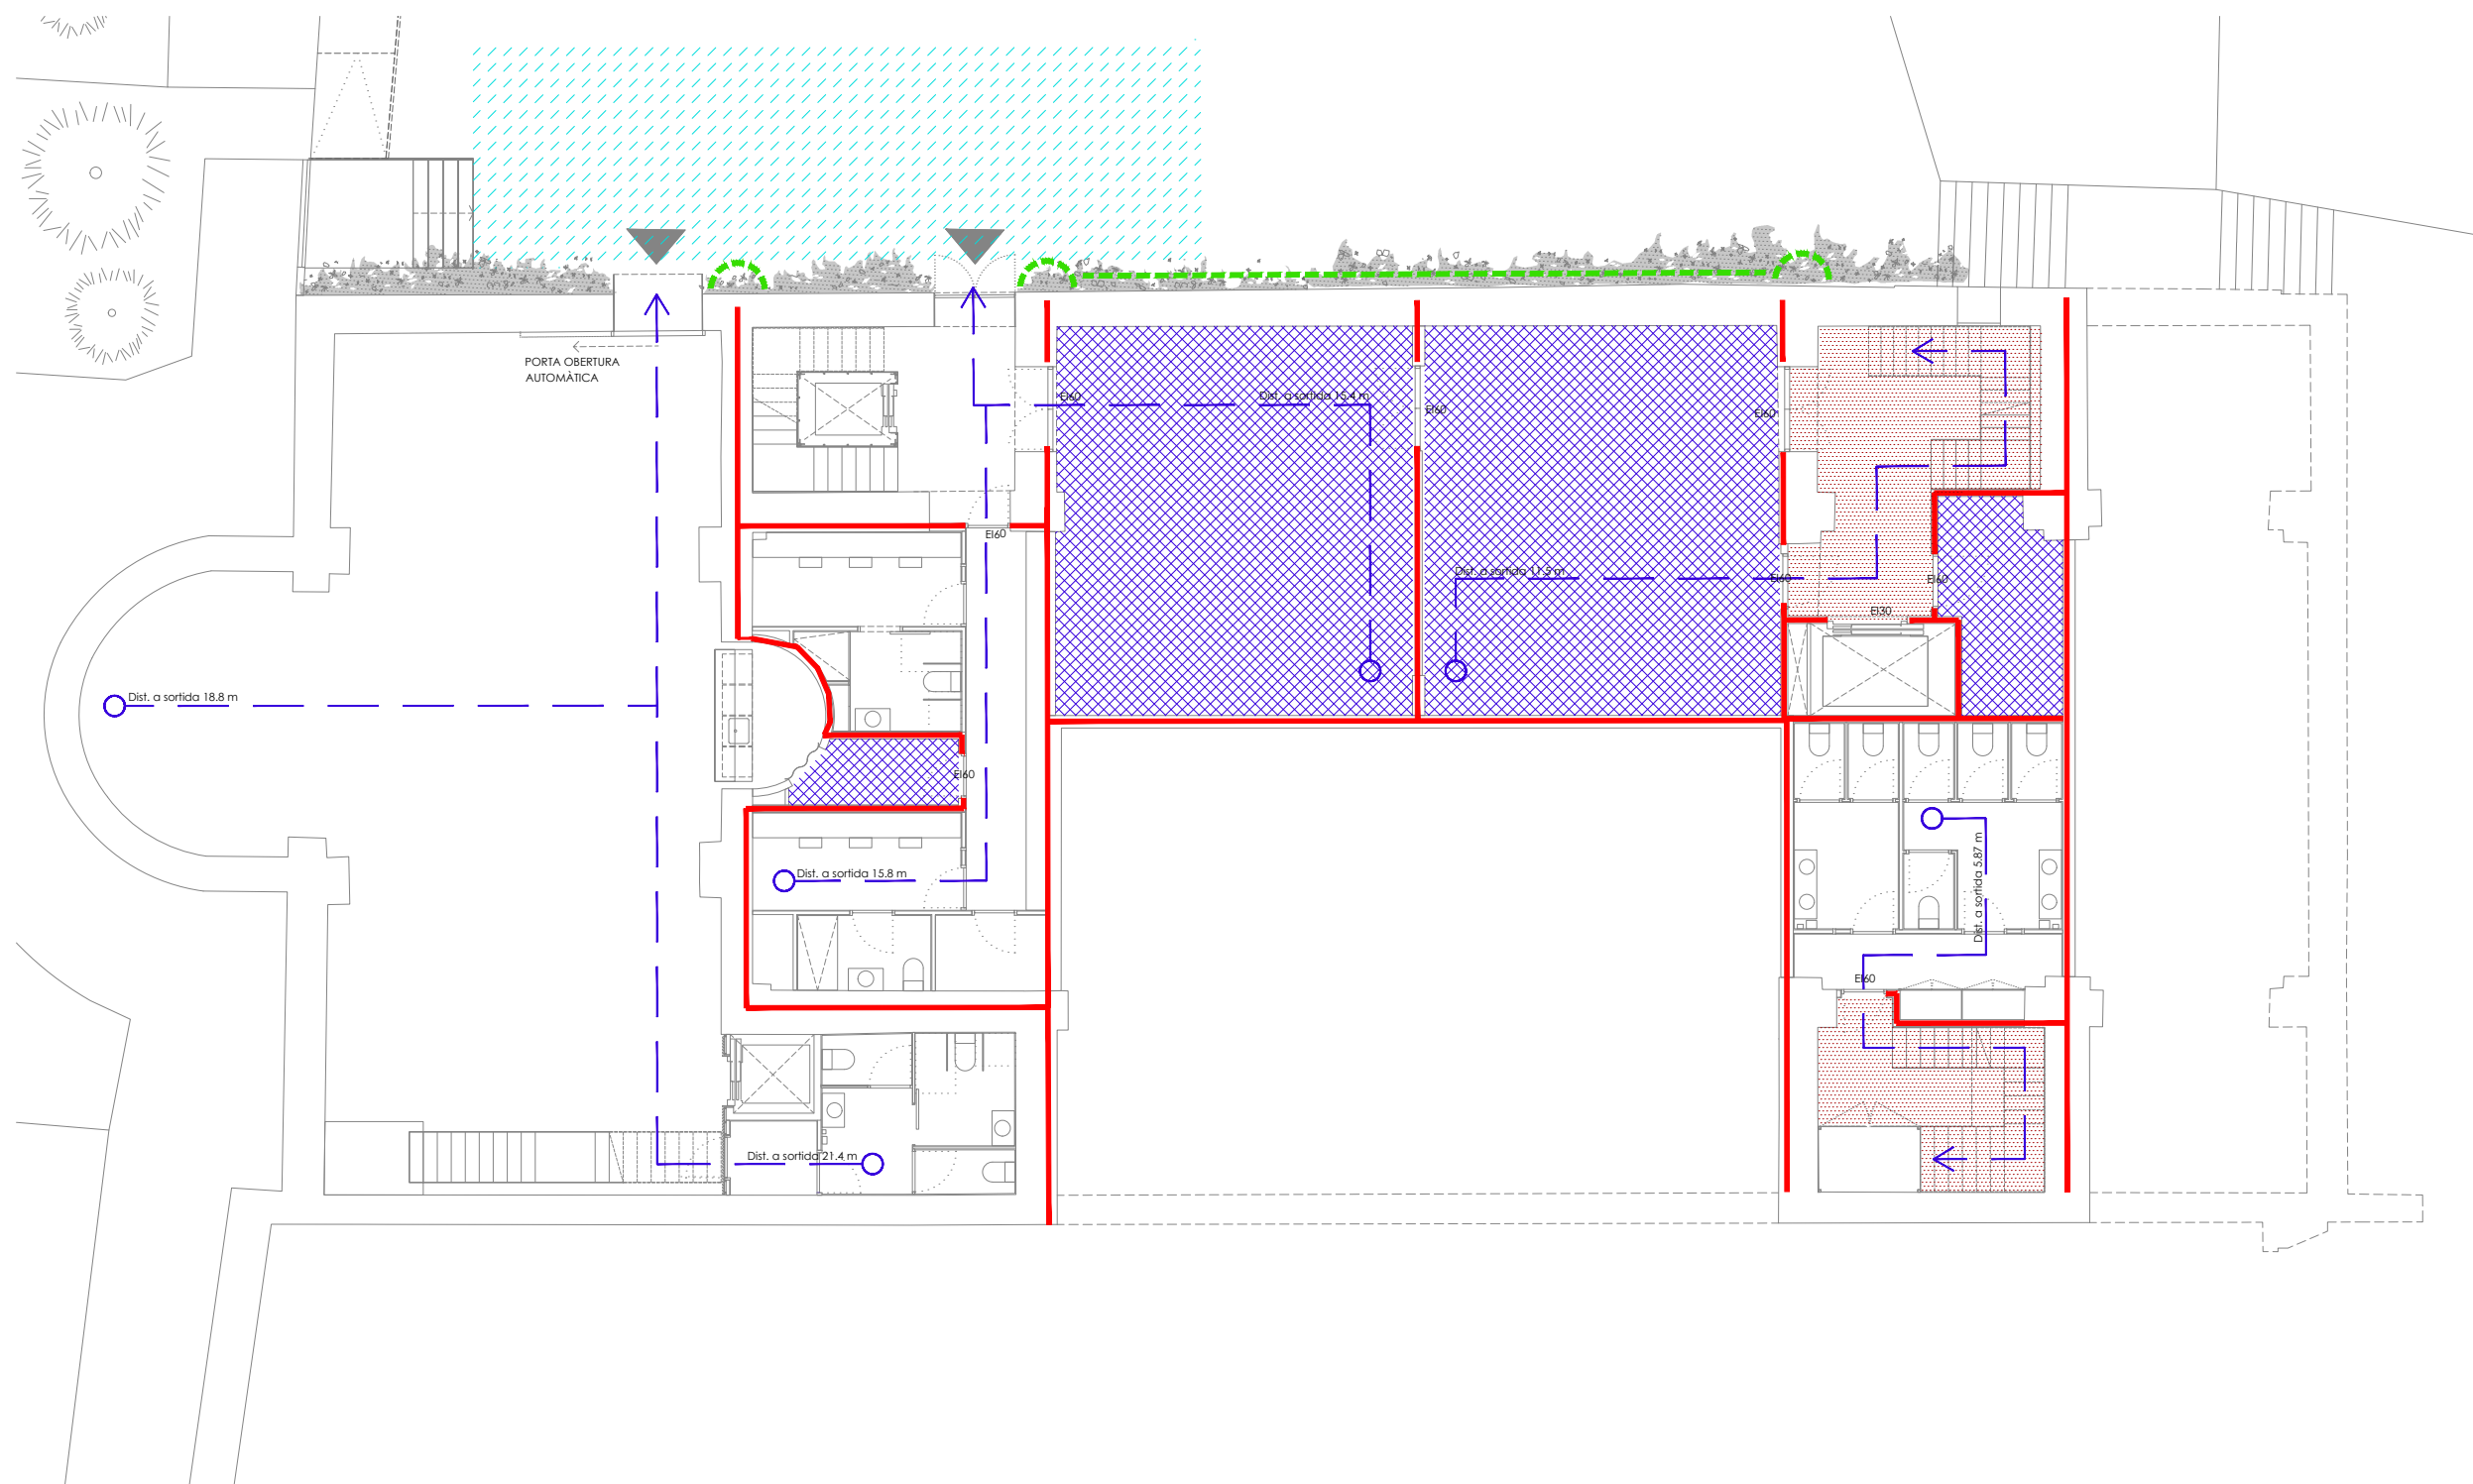 PORTA OBERTURA
AUTOMÀTICA
Dist. a sortida 15.4 m
EI60
EI60
EI60
EI60
Dist. a sortida 11.5 m
EI60
EI60
EI30
Dist. a sortida 18.8 m
EI60
Dist. a sortida 15.8 m
Dist. a sortida 5.87 m
EI60
Dist. a sortida 21.4 m